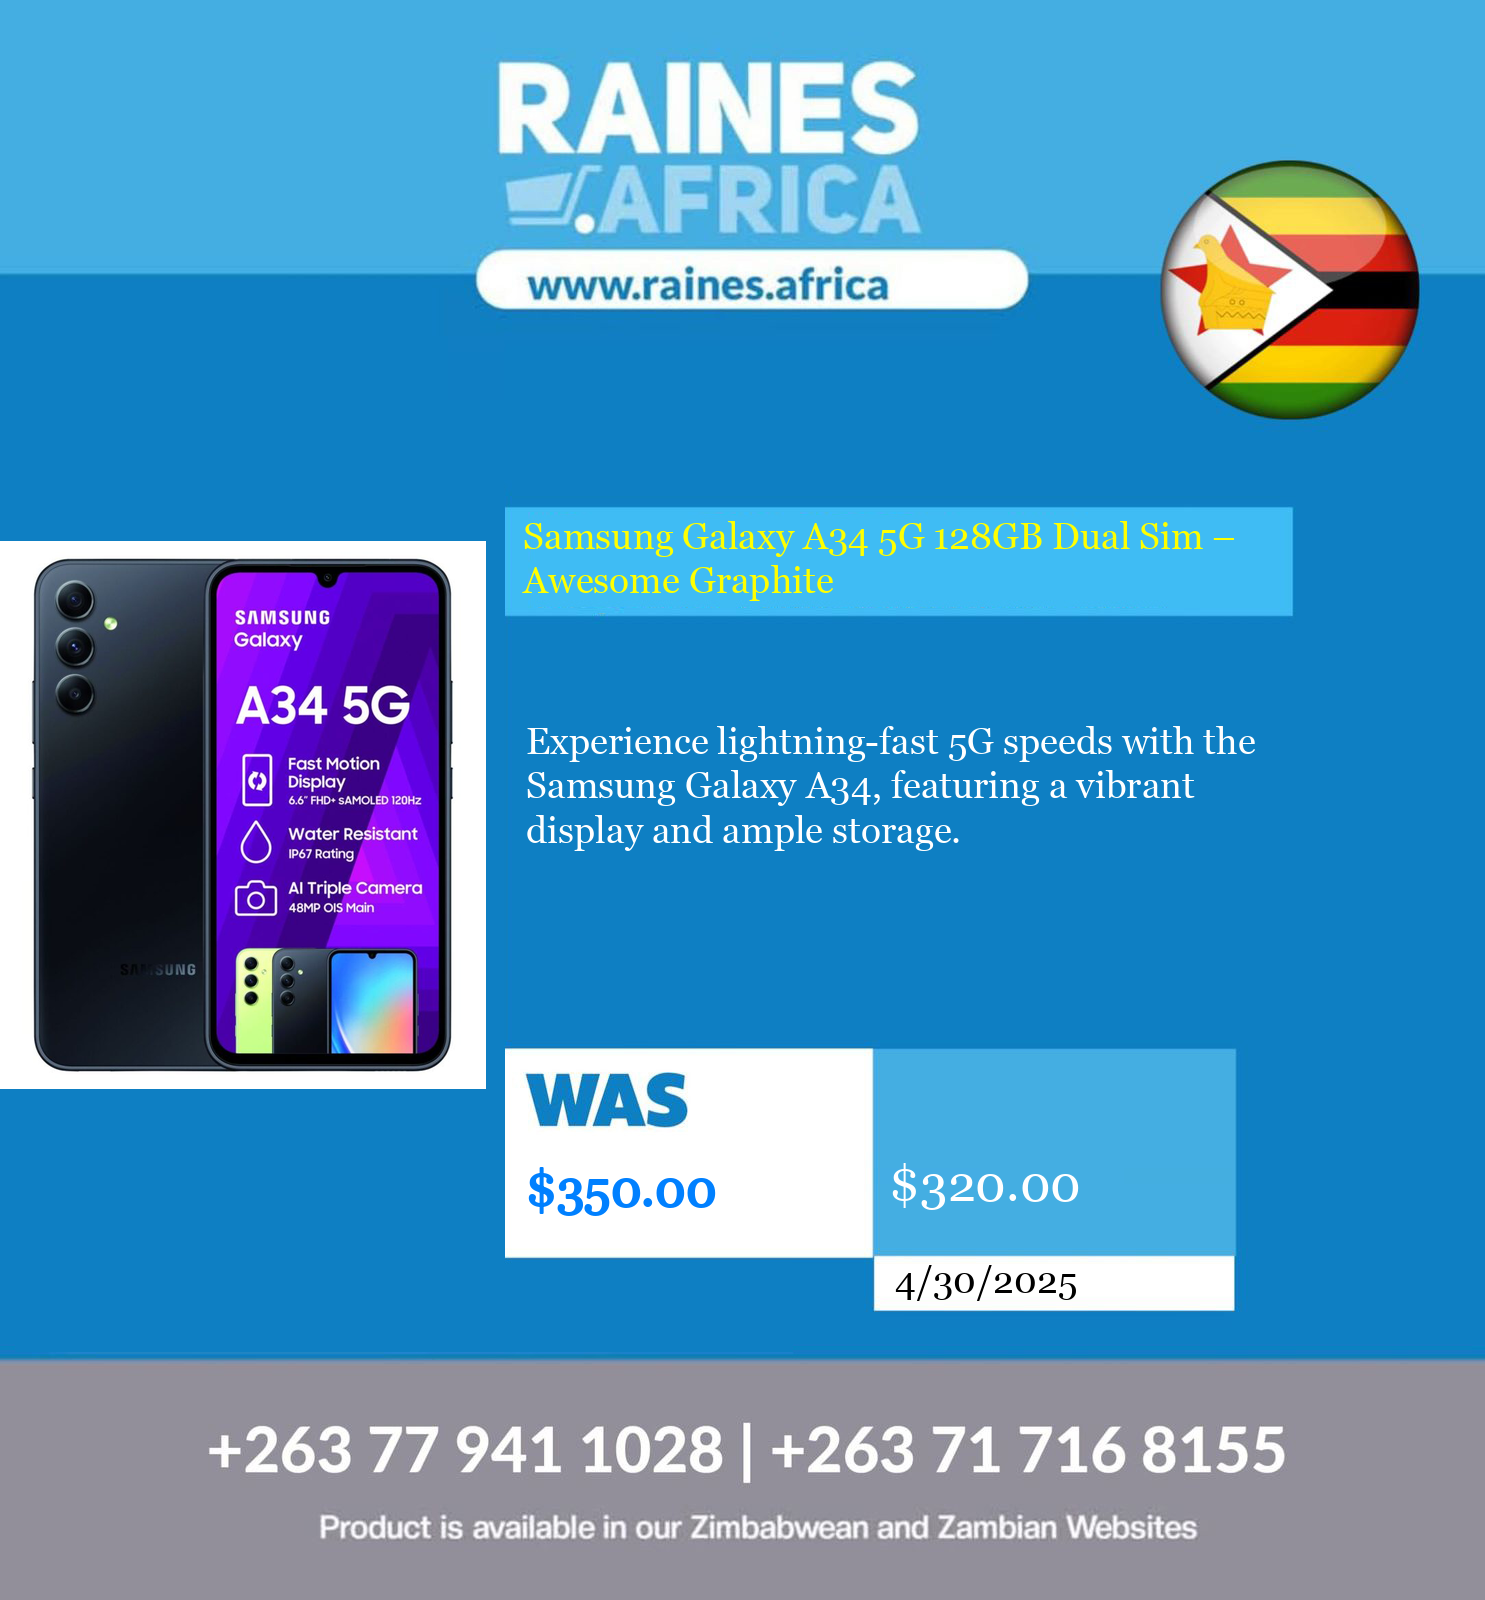 RAINES
.AFRICA
www.raines.africa
Samsung Galaxy A34 5G 128GB Dual Sim –
Awesome Graphite
SAMSUNG
Galaxy
A34 5G
Fast Motion
Display
6.6" FHD+ sAMOLED 120Hz
Water Resistant
IP67 Rating
AI Triple Camera
48MP OIS Main
SAMSUNG
Experience lightning-fast 5G speeds with the
Samsung Galaxy A34, featuring a vibrant
display and ample storage.
WAS
$350.00
$320.00
4/30/2025
+263 77 941 1028 | +263 71 716 8155
Product is available in our Zimbabwean and Zambian Websites